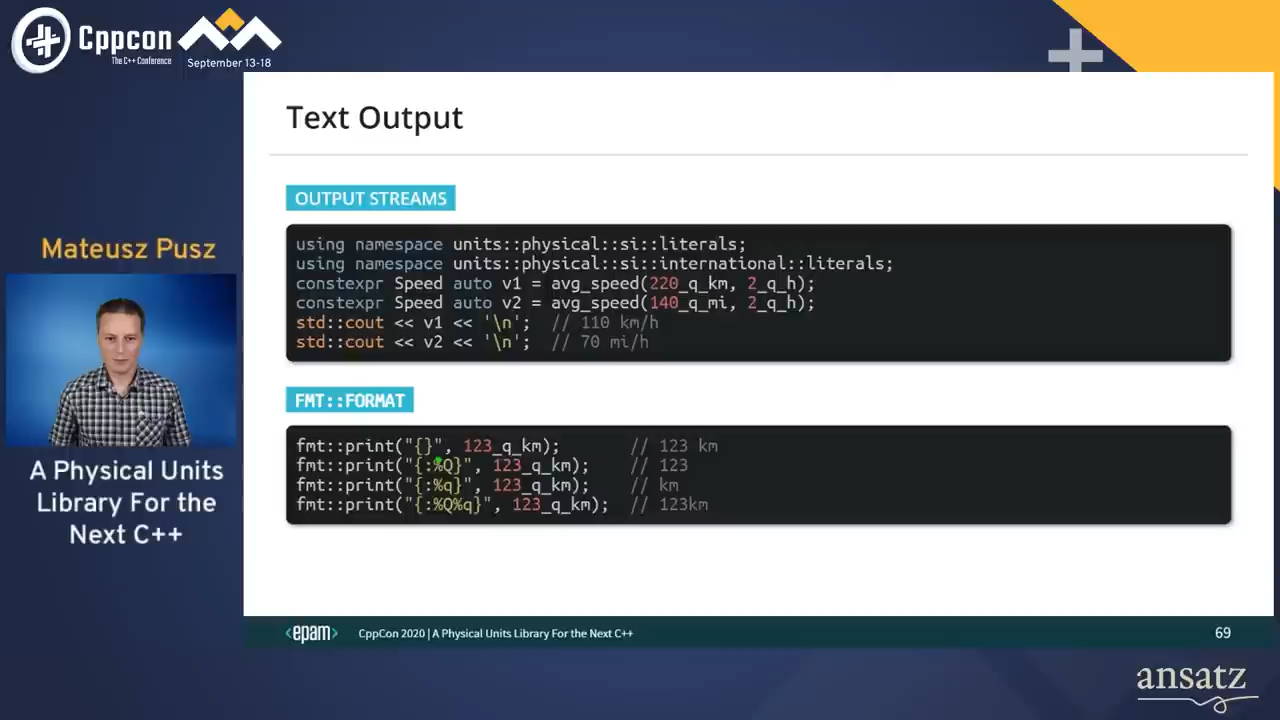 Cppcon
The C++ Conference
September 13-18
Mateusz Pusz
A Physical Units
Library For the
Next C++
Text Output
OUTPUT STREAMS
using namespace units::physical::si::literals;
using namespace units::physical::si::international::literals;
constexpr Speed auto v1 = avg_speed(220_q_km, 2_q_h);
constexpr Speed auto v2 = avg_speed(140_q_mi, 2_q_h);
std::cout << v1 << '\n';  // 110 km/h
std::cout << v2 << '\n';  // 70 mi/h
FMT::FORMAT
fmt::print("{}", 123_q_km);       // 123 km
fmt::print("{:%Q}", 123_q_km);    // 123
fmt::print("{:%q}", 123_q_km);    // km
fmt::print("{:%Q%q}", 123_q_km);  // 123km
<epam> CppCon 2020 | A Physical Units Library For the Next C++ 69
ansatz